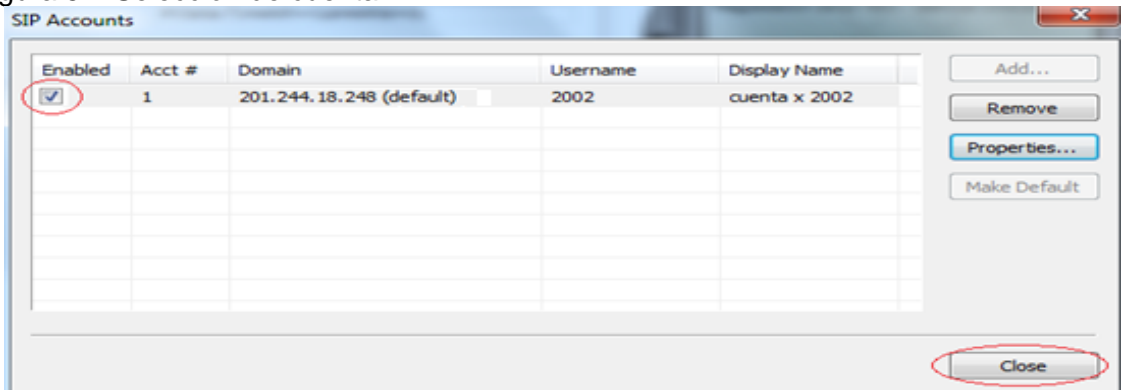 SIP Accounts
Enabled Acct # Domain Username Display Name
1 201.244.18.248 (default) 2002 cuenta x 2002
Add...
Remove
Properties...
Make Default
Close